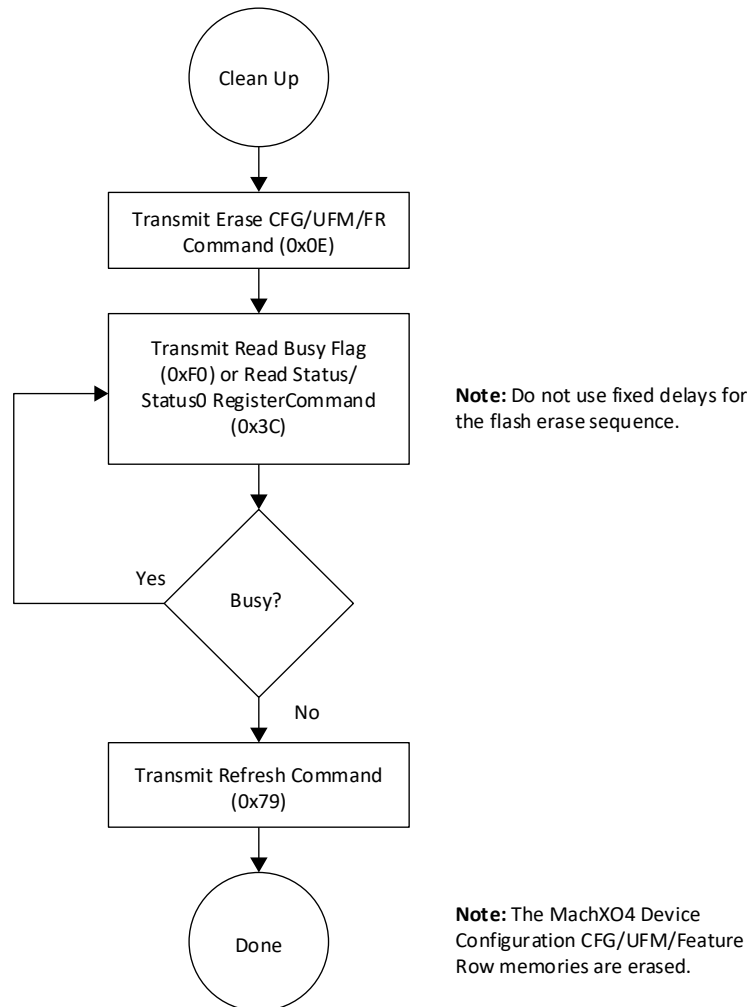 Clean Up
Transmit Erase CFG/UFM/FR
Command (0x0E)
Transmit Read Busy Flag
(0xF0) or Read Status/
Status0 RegisterCommand
(0x3C)
Note: Do not use fixed delays for
the flash erase sequence.
Yes
Busy?
No
Transmit Refresh Command
(0x79)
Done
Note: The MachXO4 Device
Configuration CFG/UFM/Feature
Row memories are erased.